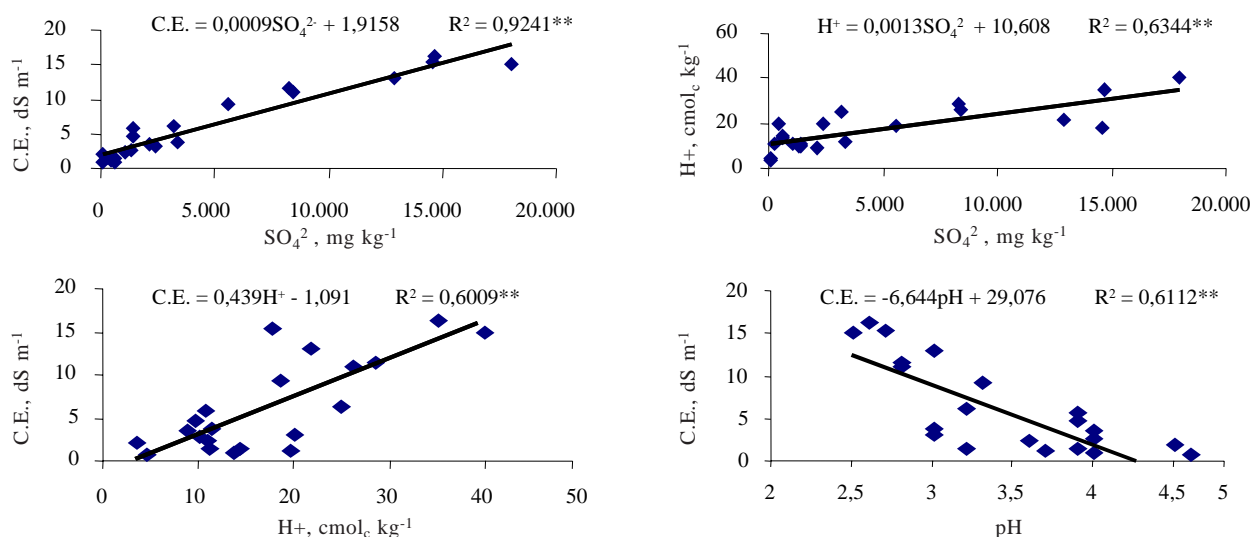 C.E. = 0,0009SO₄²⁻ + 1,9158 R² = 0,9241**
C.E., dS m⁻¹
20
15
10
5
0
0 5.000 10.000 15.000 20.000
SO₄² , mg kg⁻¹
H⁺ = 0,0013SO₄² + 10,608 R² = 0,6344**
H+, cmol꜀ kg⁻¹
60
40
20
0
0 5.000 10.000 15.000 20.000
SO₄² , mg kg⁻¹
C.E. = 0,439H⁺ - 1,091 R² = 0,6009**
C.E., dS m⁻¹
20
15
10
5
0
0 10 20 30 40 50
H+, cmol꜀ kg⁻¹
C.E. = -6,644pH + 29,076 R² = 0,6112**
C.E., dS m⁻¹
20
15
10
5
0
2 2,5 3 3,5 4 4,5 5
pH